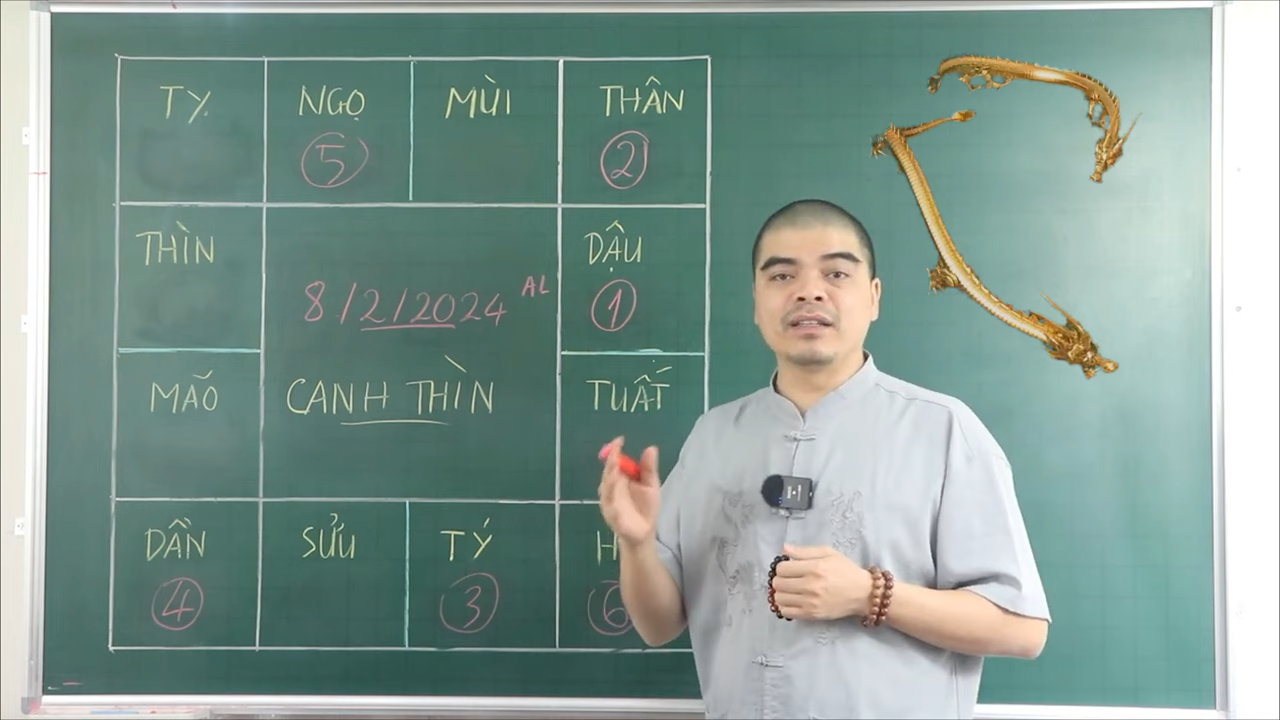 TỴ NGỌ MÙI THÂN
5 2
THÌN DẬU
8/2/2024 AL 1
MÃO CANH THÌN TUẤT
DẦN SỬU TÝ H
4 3 6